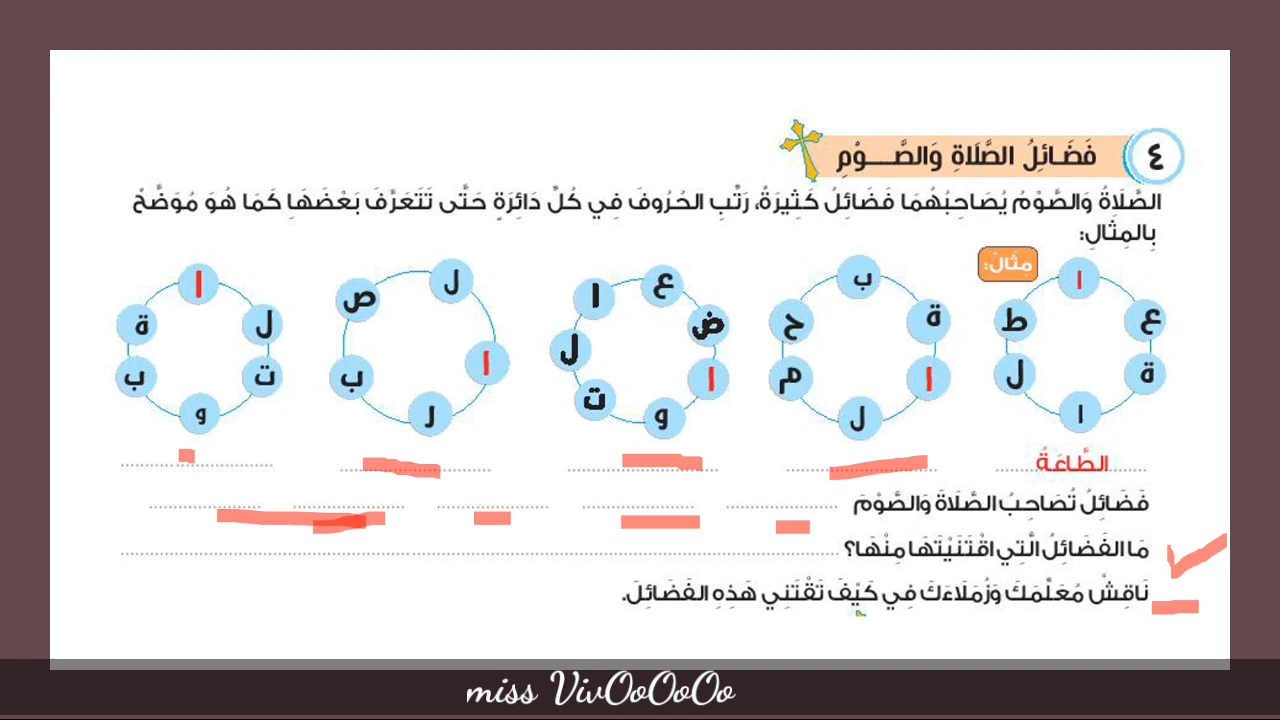 ٤ فَضَائِلُ الصَّلَاةِ وَالصَّـــوْمِ
الصَّلَاةُ وَالصَّوْمُ يُصَاحِبُهُمَا فَضَائِلُ كَثِيرَةٌ، رَتِّبِ الحُرُوفَ فِي كُلِّ دَائِرَةٍ حَتَّى تَتَعَرَّفَ بَعْضَهَا كَمَا هُوَ مُوَضَّحٌ
بِالمِثَالِ:
مِثَالٌ:
ا ع ة ا ل ط
ب ة ا ل م ح
ع ض ا و ت ل ا
ل ا ر ب ص
ا ل ت و ب ة
الطَّاعَةُ
فَضَائِلُ تُصَاحِبُ الصَّلَاةَ وَالصَّوْمَ
مَا الفَضَائِلُ الَّتِي اقْتَنَيْتَهَا مِنْهَا؟
نَاقِشْ مُعَلِّمَكَ وَزُمَلَاءَكَ فِي كَيْفَ تَقْتَنِي هَذِهِ الفَضَائِلَ.
miss VivOoOoOo